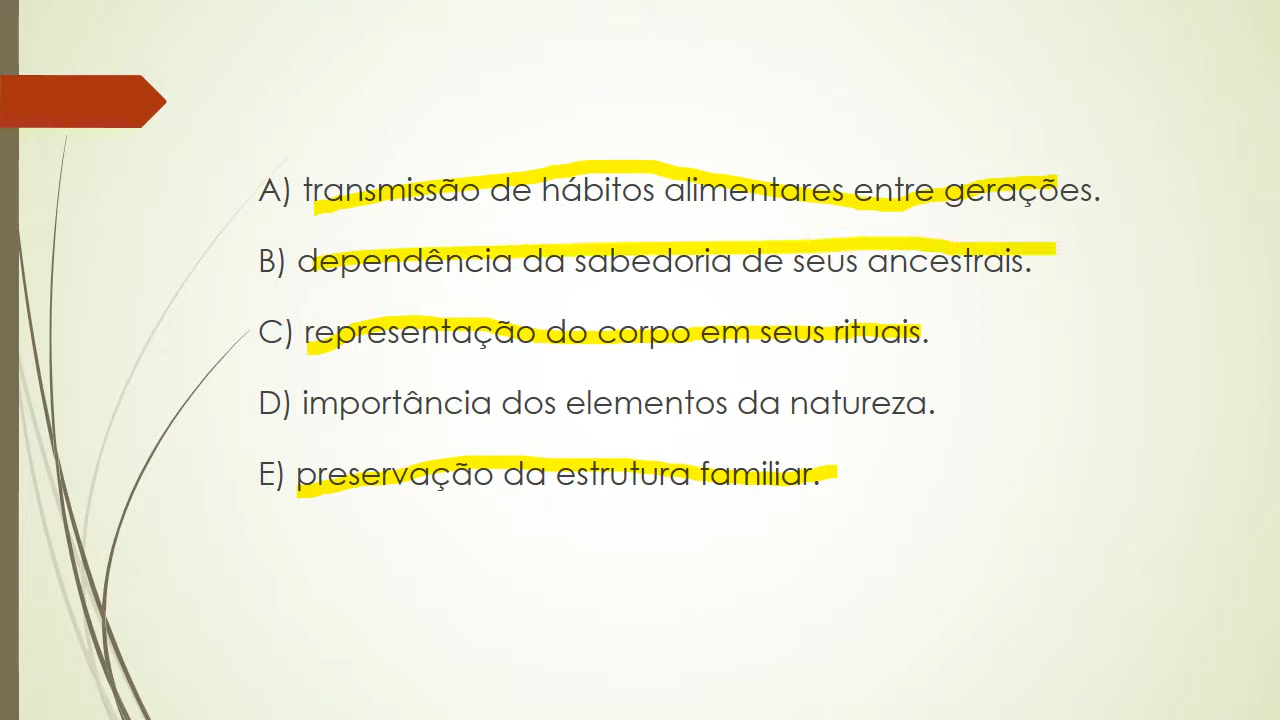 A) transmissão de hábitos alimentares entre gerações.
B) dependência da sabedoria de seus ancestrais.
C) representação do corpo em seus rituais.
D) importância dos elementos da natureza.
E) preservação da estrutura familiar.